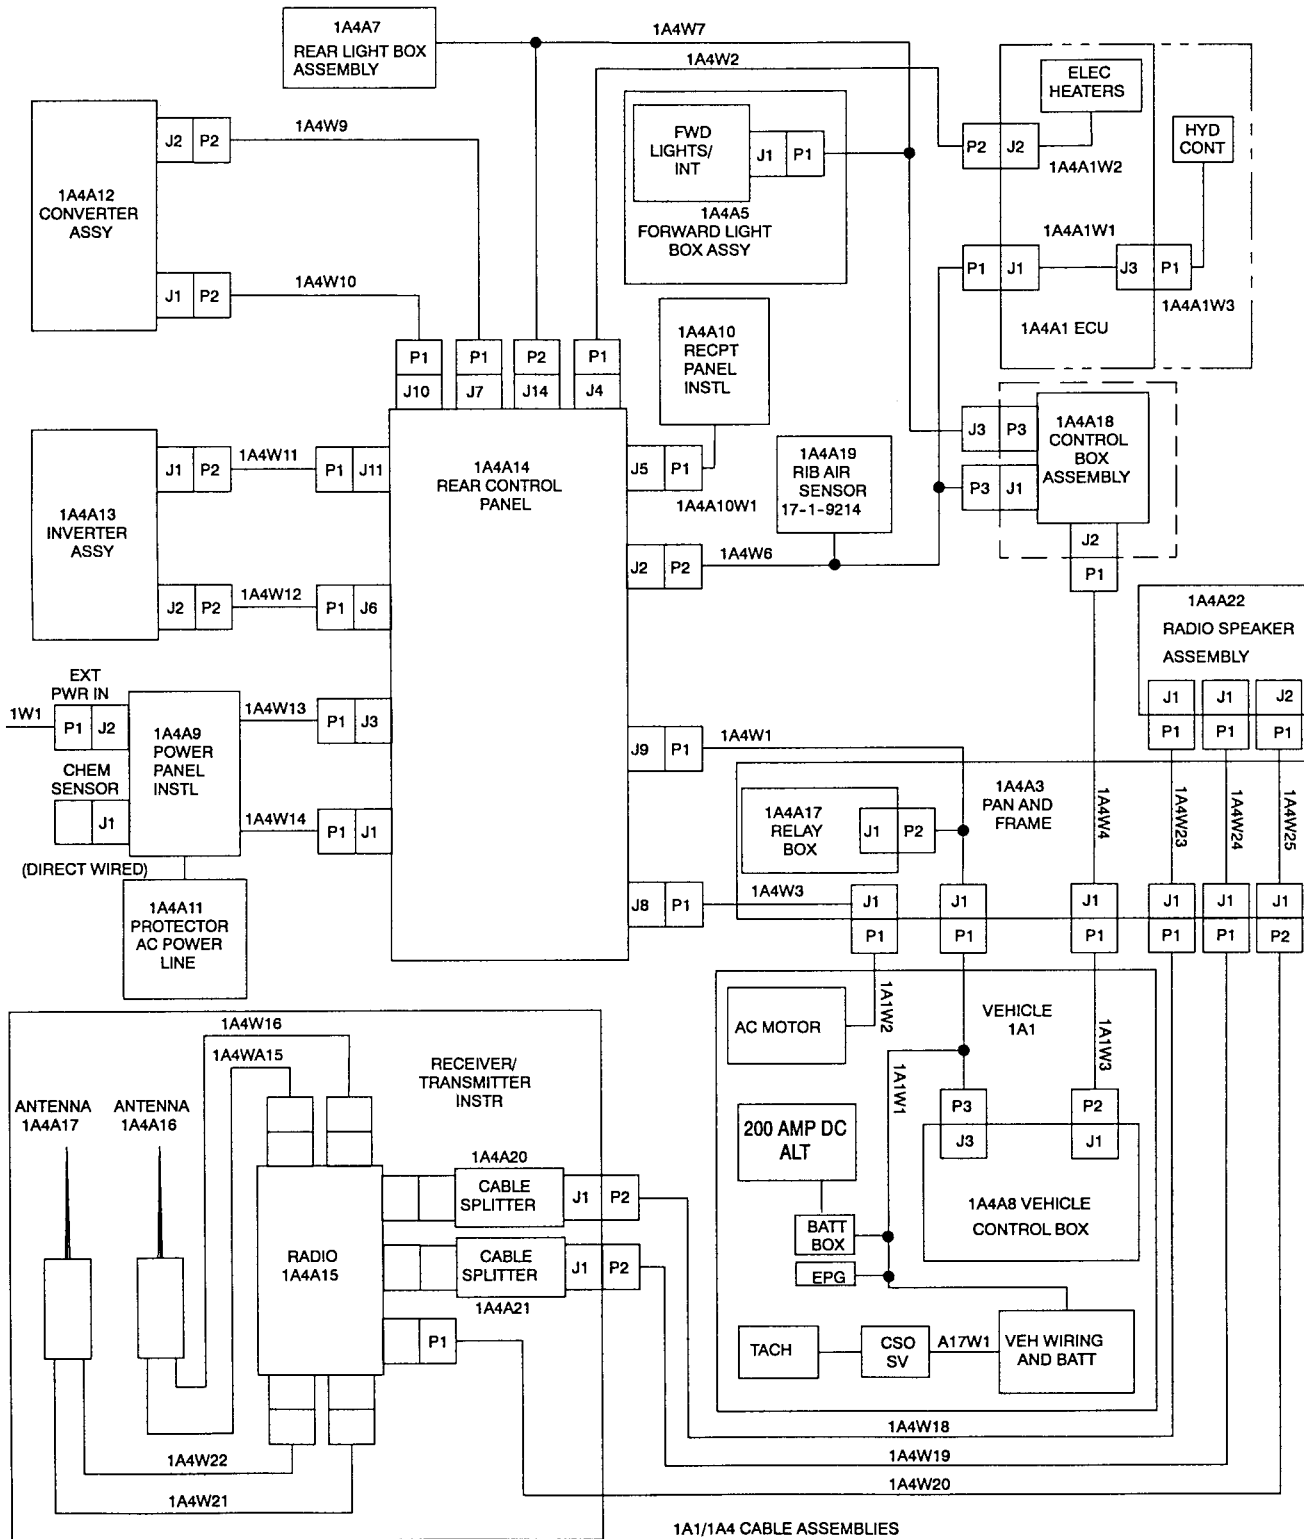 1A4A7
REAR LIGHT BOX
ASSEMBLY
1A4W7
1A4W2
ELEC
HEATERS
HYD
CONT
1A4A12
CONVERTER
ASSY
J2 P2
1A4W9
J1 P2
1A4W10
FWD
LIGHTS/
INT
J1 P1
1A4A5
FORWARD LIGHT
BOX ASSY
P2 J2
1A4A1W2
1A4A1W1
P1 J1
J3 P1
1A4A1W3
1A4A1 ECU
P1
J10
P1
J7
P2
J14
P1
J4
1A4A10
RECPT
PANEL
INSTL
1A4A13
INVERTER
ASSY
J1 P2
1A4W11
P1 J11
J2 P2
1A4W12
P1 J6
1A4A14
REAR CONTROL
PANEL
J5 P1
1A4A10W1
1A4A19
RIB AIR
SENSOR
17-1-9214
J2 P2
1A4W6
J3 P3
P3 J1
1A4A18
CONTROL
BOX
ASSEMBLY
J2
P1
1A4A22
RADIO SPEAKER
ASSEMBLY
J1
P1
J1
P1
J2
P1
EXT
PWR IN
1W1
P1 J2
CHEM
SENSOR
J1
(DIRECT WIRED)
1A4A9
POWER
PANEL
INSTL
1A4W13
P1 J3
1A4W14
P1 J1
1A4A11
PROTECTOR
AC POWER
LINE
J9 P1
1A4W1
J8 P1
1A4W3
1A4A17
RELAY
BOX
J1 P2
1A4A3
PAN AND
FRAME
1A4W4
1A4W23
1A4W24
1A4W25
J1
P1
J1
P1
J1
P1
J1
P1
J1
P1
J1
P2
AC MOTOR
1A1W2
VEHICLE
1A1
1A1W1
1A1W3
P3
J3
P2
J1
1A4A8 VEHICLE
CONTROL BOX
200 AMP DC
ALT
BATT
BOX
EPG
TACH
CSO
SV
A17W1
VEH WIRING
AND BATT
1A4W16
1A4WA15
RECEIVER/
TRANSMITTER
INSTR
ANTENNA
1A4A17
ANTENNA
1A4A16
RADIO
1A4A15
1A4A20
CABLE
SPLITTER
J1 P2
CABLE
SPLITTER
J1 P2
1A4A21
P1
1A4W22
1A4W21
1A4W18
1A4W19
1A4W20
1A1/1A4 CABLE ASSEMBLIES